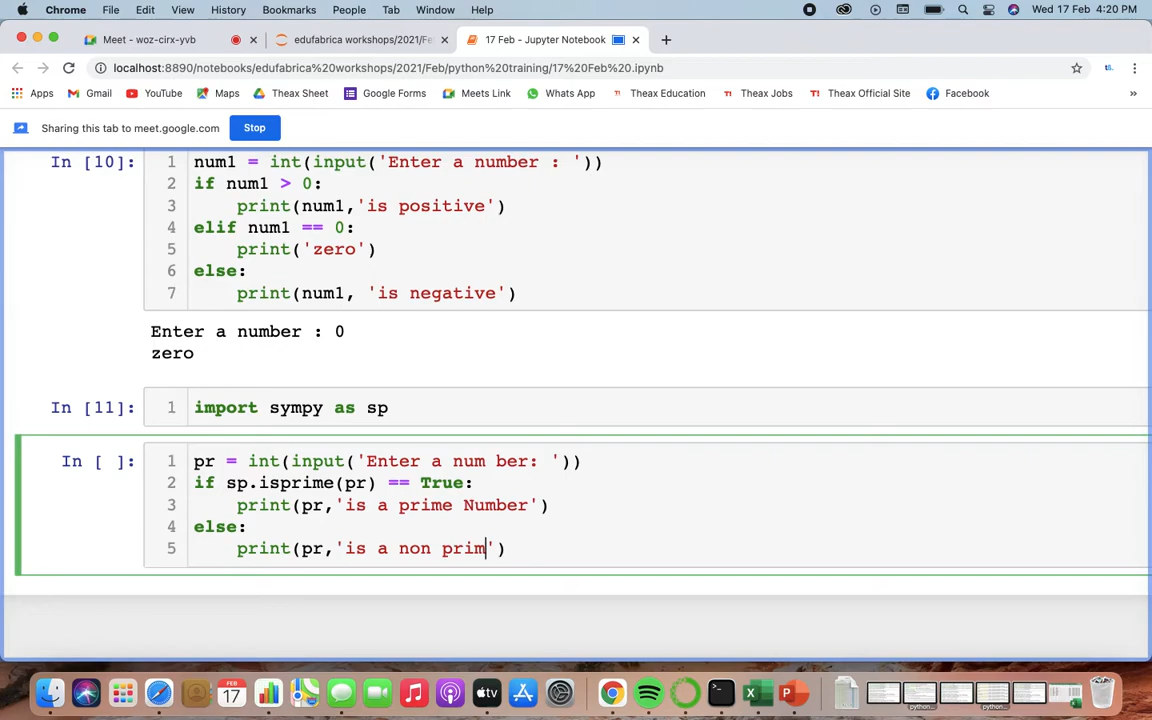 Chrome File Edit View History Bookmarks People Tab Window Help Wed 17 Feb 4:20 PM
Meet - woz-cirx-yvb edufabrica workshops/2021/Fe 17 Feb - Jupyter Notebook
localhost:8890/notebooks/edufabrica%20workshops/2021/Feb/python%20training/17%20Feb%20.ipynb
Apps Gmail YouTube Maps Theax Sheet Google Forms Meets Link Whats App Theax Education Theax Jobs Theax Official Site Facebook »
Sharing this tab to meet.google.com Stop
In [10]: 1 num1 = int(input('Enter a number : '))
2 if num1 > 0:
3 print(num1,'is positive')
4 elif num1 == 0:
5 print('zero')
6 else:
7 print(num1, 'is negative')
Enter a number : 0
zero
In [11]: 1 import sympy as sp
In [ ]: 1 pr = int(input('Enter a num ber: '))
2 if sp.isprime(pr) == True:
3 print(pr,'is a prime Number')
4 else:
5 print(pr,'is a non prim')
FEB
17